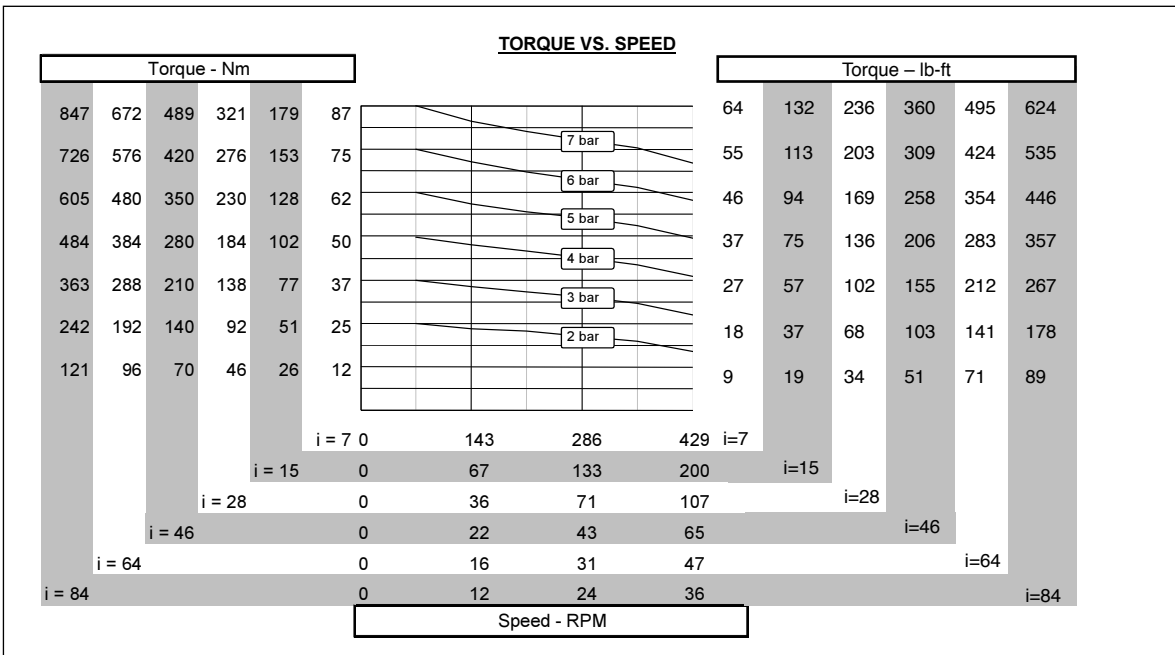 TORQUE VS. SPEED
Torque - Nm
Torque – lb-ft
847 672 489 321 179 87 64 132 236 360 495 624
7 bar
726 576 420 276 153 75 55 113 203 309 424 535
6 bar
605 480 350 230 128 62 46 94 169 258 354 446
5 bar
484 384 280 184 102 50 37 75 136 206 283 357
4 bar
363 288 210 138 77 37 27 57 102 155 212 267
3 bar
242 192 140 92 51 25 18 37 68 103 141 178
2 bar
121 96 70 46 26 12 9 19 34 51 71 89
i = 7 0 143 286 429 i=7
i = 15 0 67 133 200 i=15
i = 28 0 36 71 107 i=28
i = 46 0 22 43 65 i=46
i = 64 0 16 31 47 i=64
i = 84 0 12 24 36 i=84
Speed - RPM